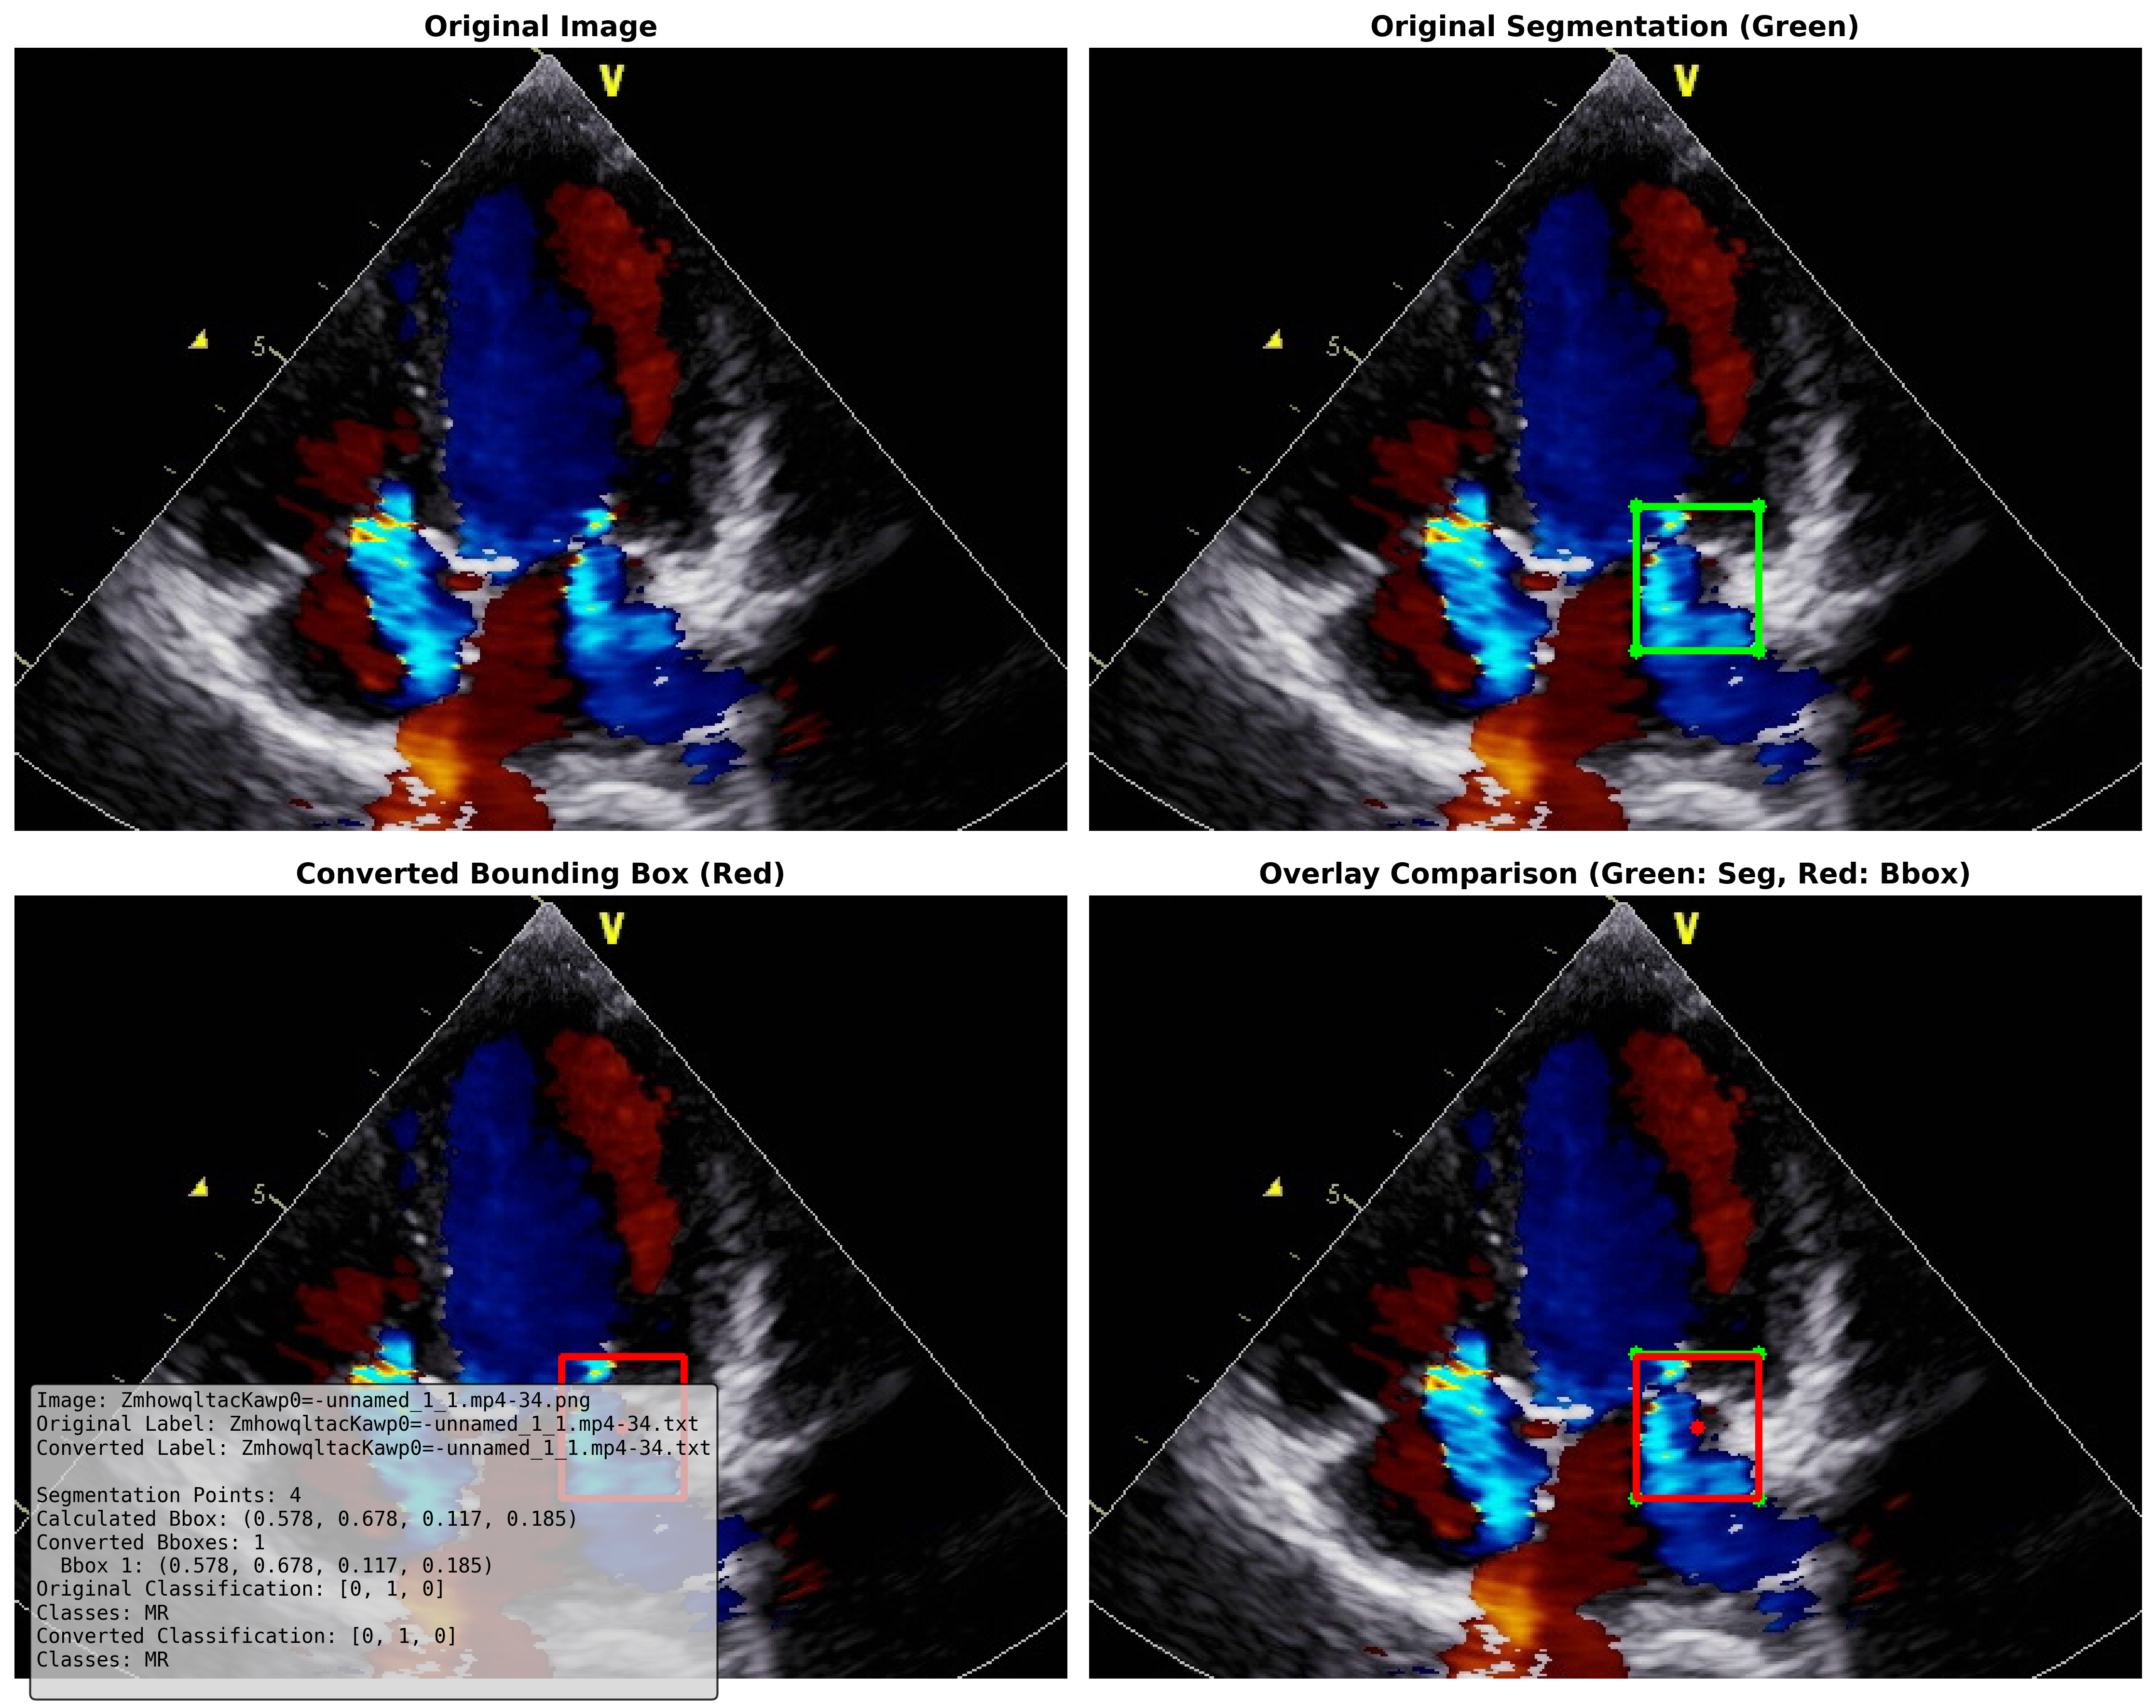 Original Image
Original Segmentation (Green)
V
V
5
5
Converted Bounding Box (Red)
Overlay Comparison (Green: Seg, Red: Bbox)
V
V
5
5
Image: ZmhowqltacKawp0=-unnamed_1_1.mp4-34.png
Original Label: ZmhowqltacKawp0=-unnamed_1_1.mp4-34.txt
Converted Label: ZmhowqltacKawp0=-unnamed_1_1.mp4-34.txt
Segmentation Points: 4
Calculated Bbox: (0.578, 0.678, 0.117, 0.185)
Converted Bboxes: 1
Bbox 1: (0.578, 0.678, 0.117, 0.185)
Original Classification: [0, 1, 0]
Classes: MR
Converted Classification: [0, 1, 0]
Classes: MR